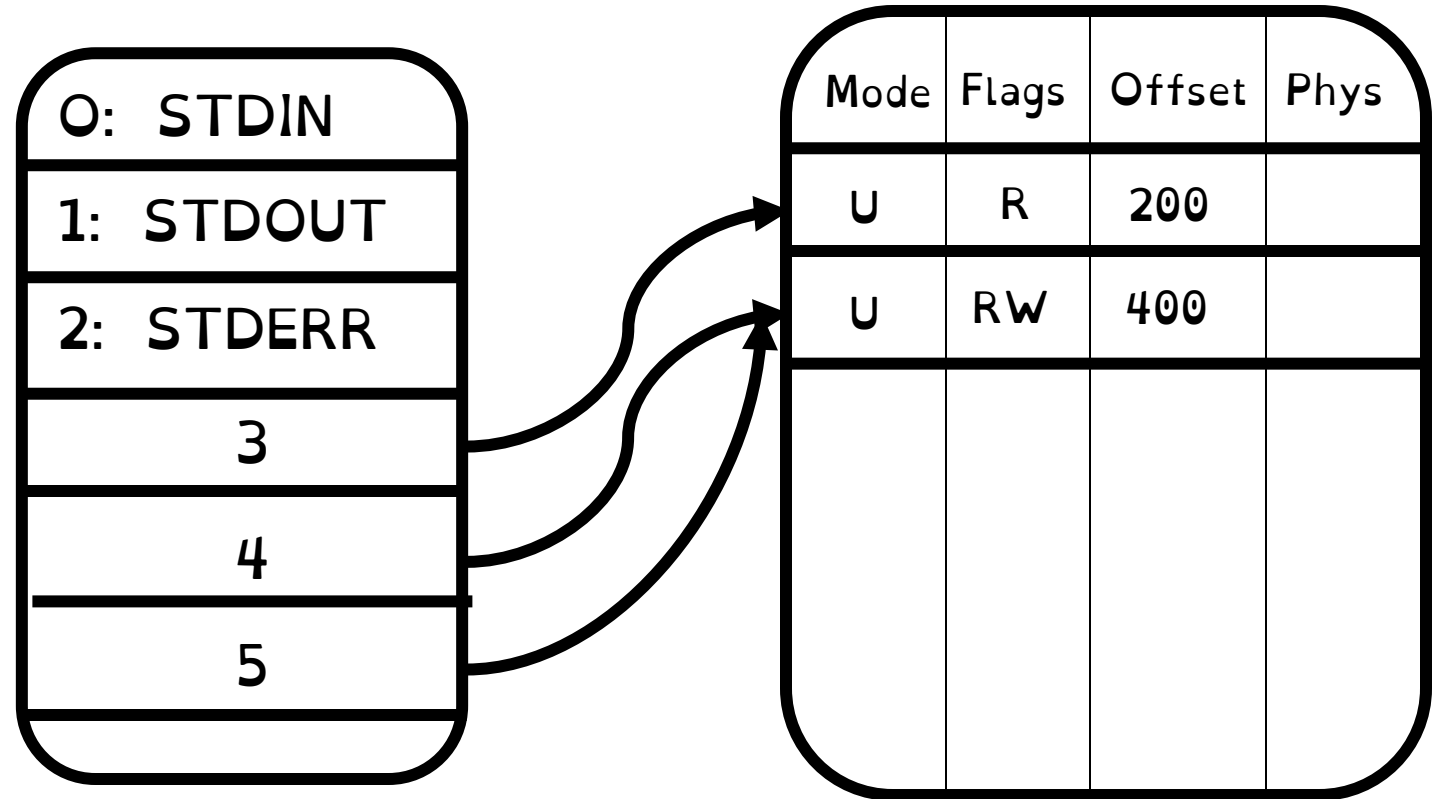 0: STDIN
1: STDOUT
2: STDERR
3
4
5
Mode Flags Offset Phys
U R 200
U RW 400